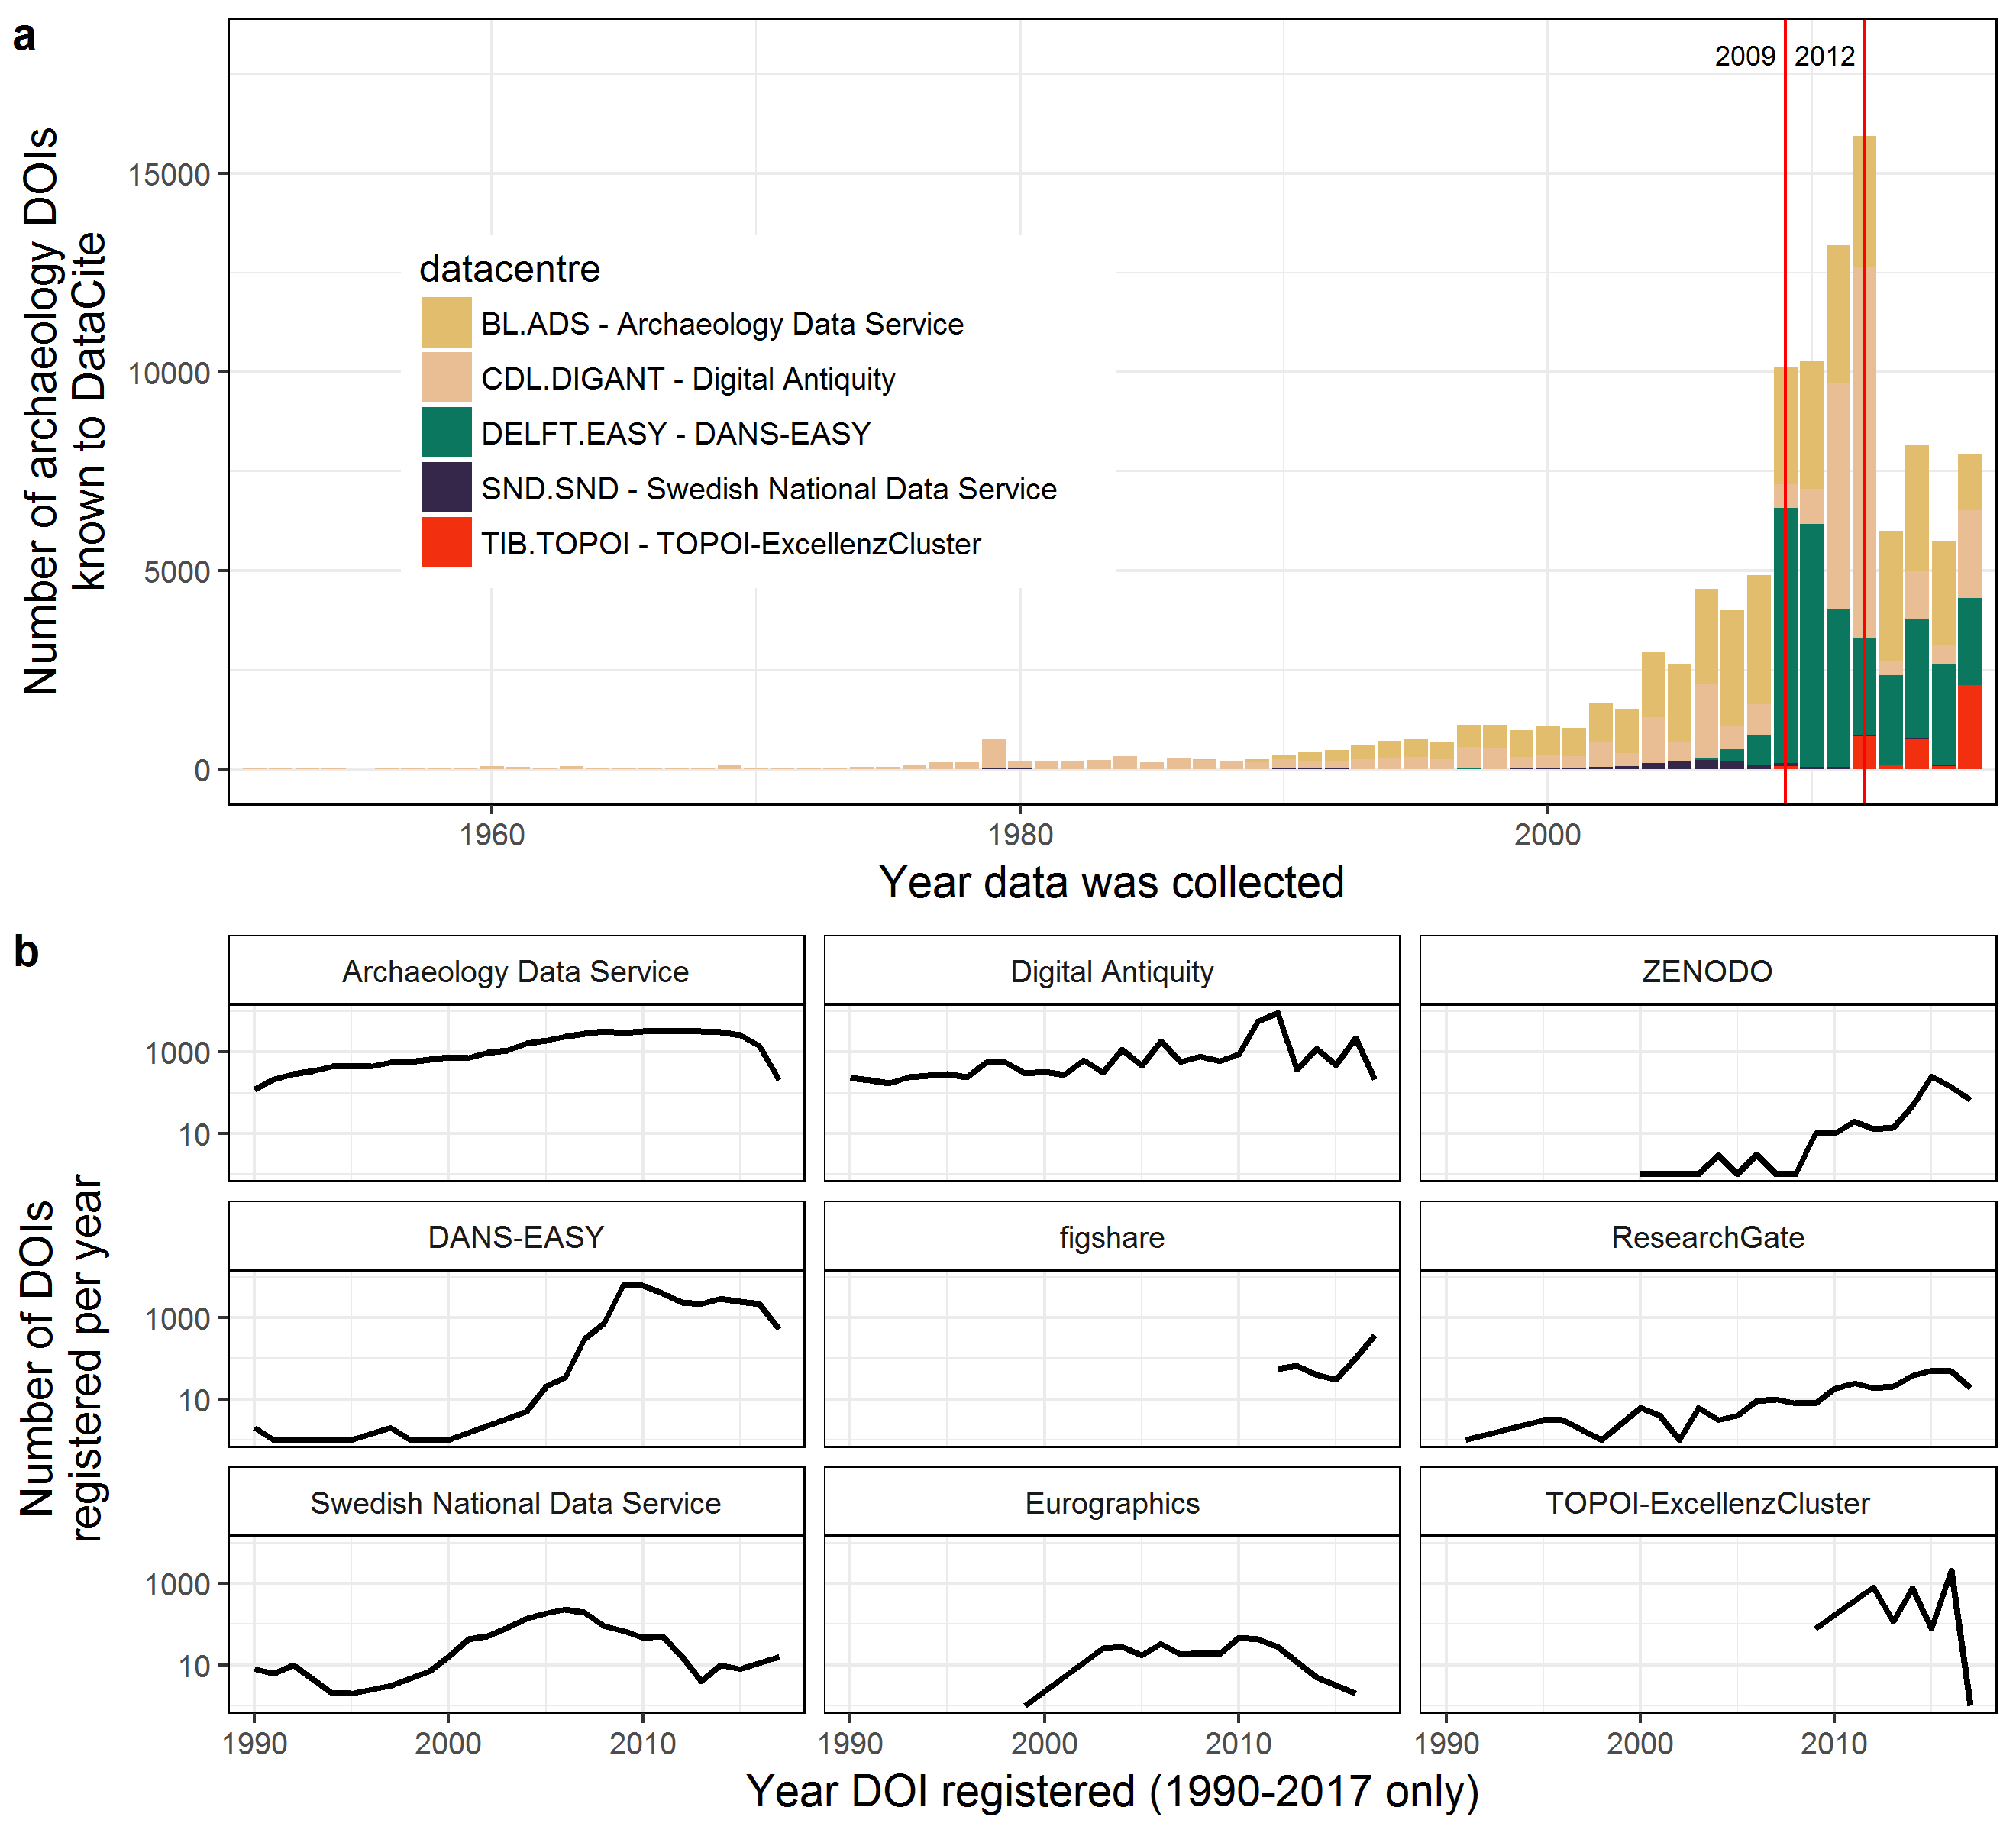 a
Number of archaeology DOIs
known to DataCite
15000
10000
5000
0
2009 2012
datacentre
BL.ADS - Archaeology Data Service
CDL.DIGANT - Digital Antiquity
DELFT.EASY - DANS-EASY
SND.SND - Swedish National Data Service
TIB.TOPOI - TOPOI-ExcellenzCluster
1960 1980 2000
Year data was collected
b
Number of DOIs
registered per year
Archaeology Data Service Digital Antiquity ZENODO
1000
10
DANS-EASY figshare ResearchGate
1000
10
Swedish National Data Service Eurographics TOPOI-ExcellenzCluster
1000
10
1990 2000 2010 1990 2000 2010 1990 2000 2010
Year DOI registered (1990-2017 only)